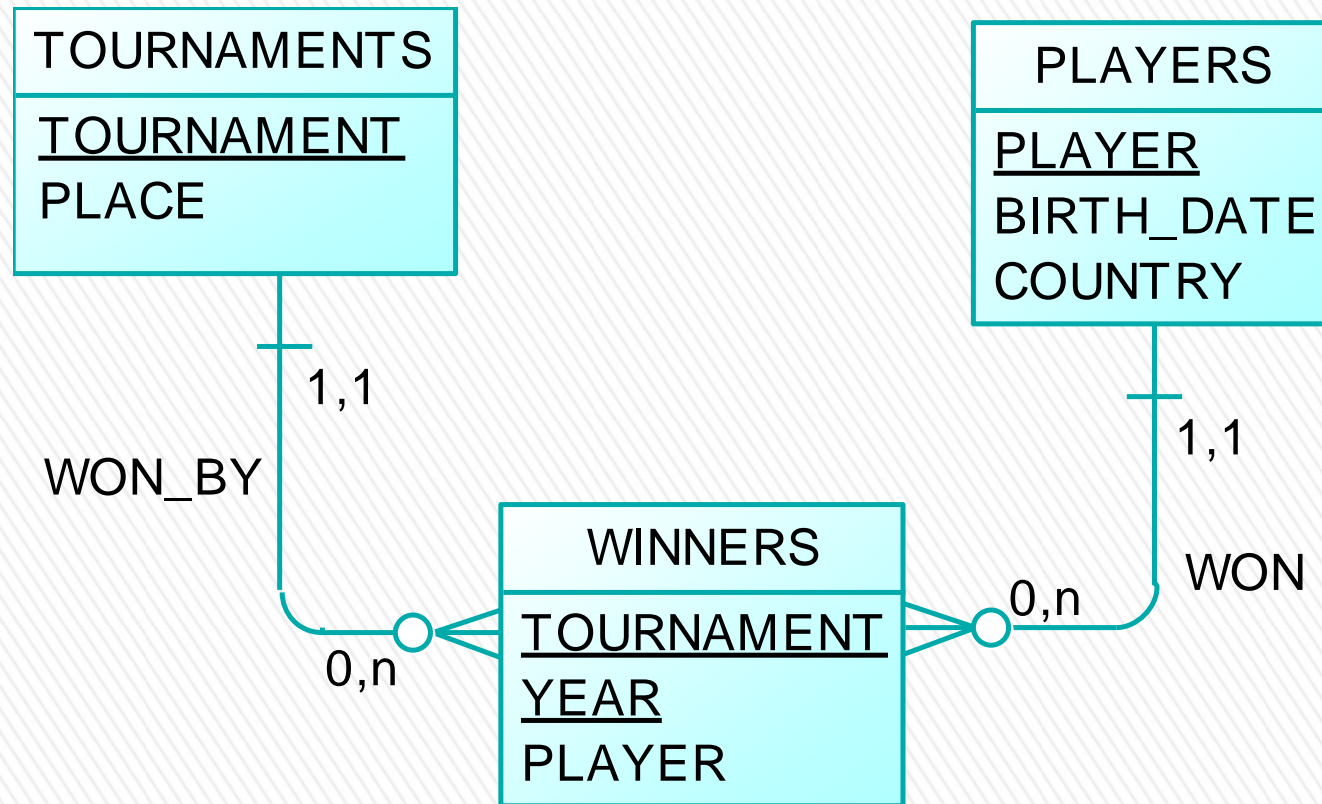 TOURNAMENTS
TOURNAMENT
PLACE
PLAYERS
PLAYER
BIRTH_DATE
COUNTRY
1,1
WON_BY
0,n
1,1
WON
0,n
WINNERS
TOURNAMENT
YEAR
PLAYER